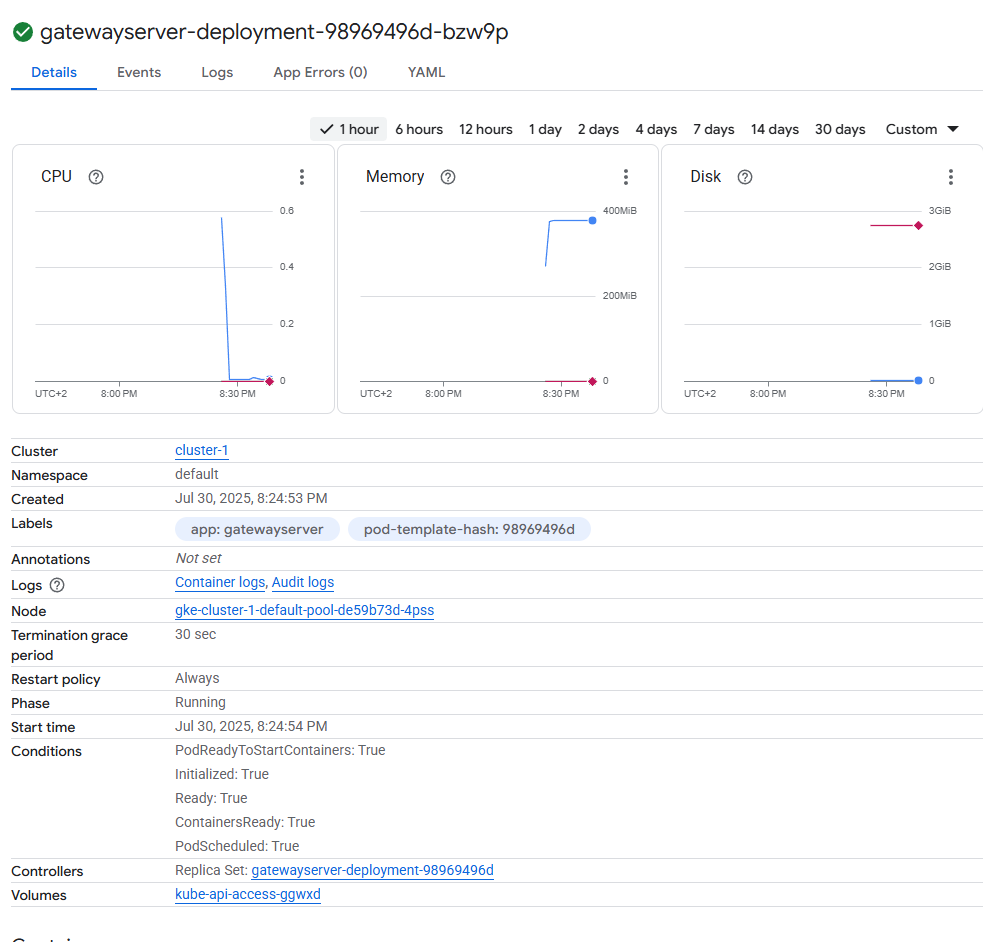 gatewayserver-deployment-98969496d-bzw9p
Details Events Logs App Errors (0) YAML
1 hour 6 hours 12 hours 1 day 2 days 4 days 7 days 14 days 30 days Custom
CPU
0.6
0.4
0.2
0
UTC+2 8:00 PM 8:30 PM
Memory
400MiB
200MiB
0
UTC+2 8:00 PM 8:30 PM
Disk
3GiB
2GiB
1GiB
0
UTC+2 8:00 PM 8:30 PM
Cluster cluster-1
Namespace default
Created Jul 30, 2025, 8:24:53 PM
Labels app: gatewayserver pod-template-hash: 98969496d
Annotations Not set
Logs Container logs, Audit logs
Node gke-cluster-1-default-pool-de59b73d-4pss
Termination grace
period
30 sec
Restart policy Always
Phase Running
Start time Jul 30, 2025, 8:24:54 PM
Conditions PodReadyToStartContainers: True
Initialized: True
Ready: True
ContainersReady: True
PodScheduled: True
Controllers Replica Set: gatewayserver-deployment-98969496d
Volumes kube-api-access-ggwxd